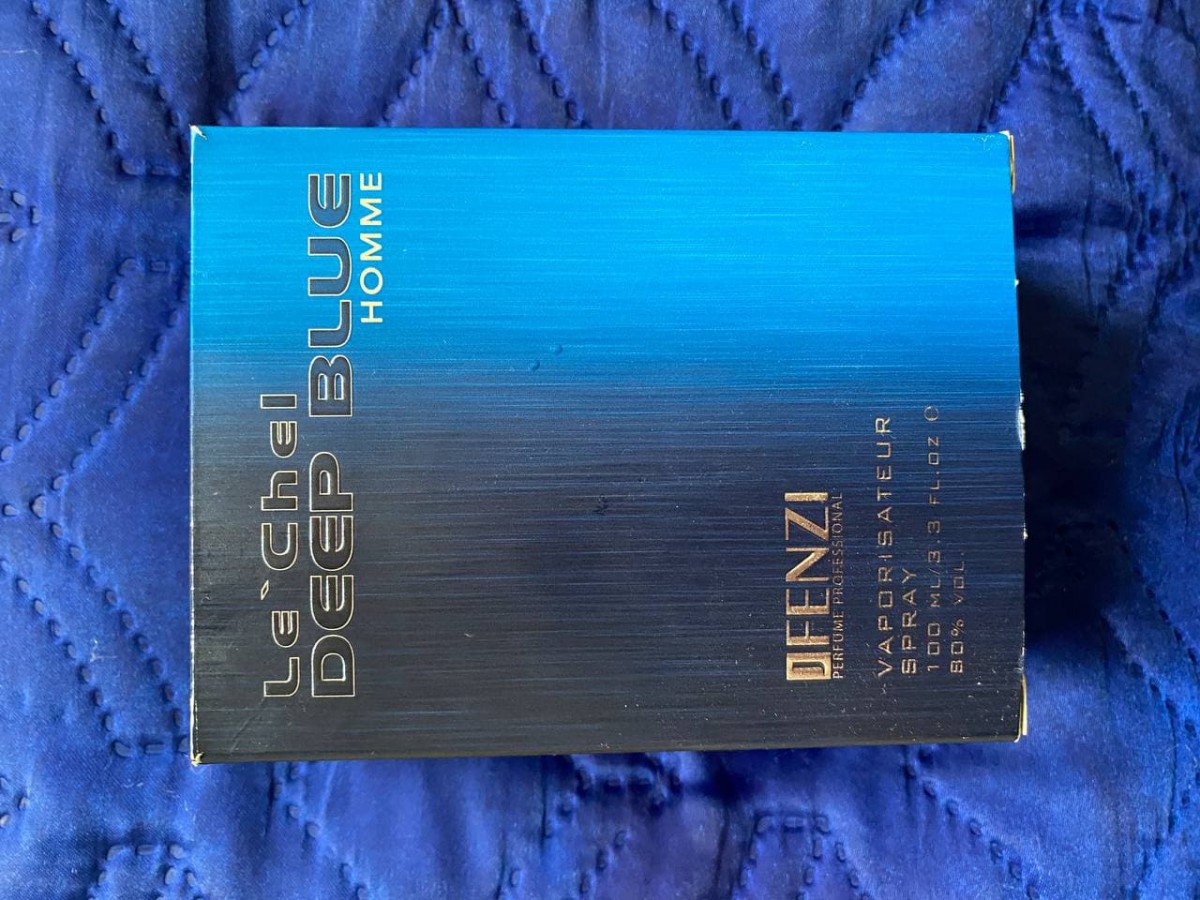 Le`Chel
DEEP BLUE
HOMME
JFENZI
PERFUME PROFESSIONAL
VAPORISATEUR
SPRAY
100 ML/3.3 FL.OZ ℮
80% VOL.